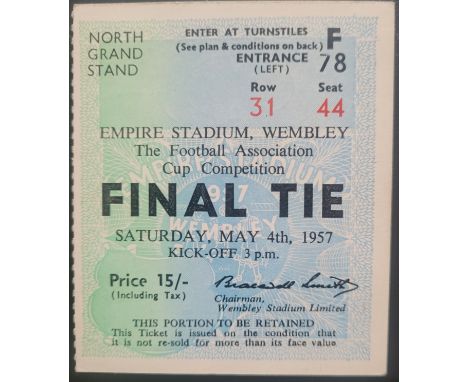 NORTH
GRAND
STAND
ENTER AT TURNSTILES F
(See plan & conditions on back)
ENTRANCE 78
(LEFT)
Row Seat
31 44
EMPIRE STADIUM, WEMBLEY
The Football Association
Cup Competition
FINAL TIE
SATURDAY, MAY 4th, 1957
KICK-OFF 3 p.m.
Price 15/-
(Including Tax)
Chairman,
Wembley Stadium Limited
THIS PORTION TO BE RETAINED
This Ticket is issued on the condition that
it is not re-sold for more than its face value